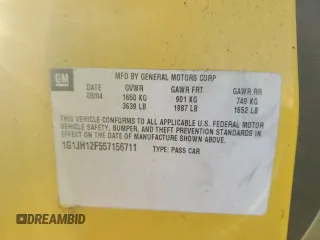 GM
MFD BY GENERAL MOTORS CORP
DATE GVWR GAWR FRT GAWR RR
08/04 1650 KG 901 KG 749 KG
3639 LB 1987 LB 1652 LB
THIS VEHICLE CONFORMS TO ALL APPLICABLE U.S. FEDERAL MOTOR
VEHICLE SAFETY, BUMPER, AND THEFT PREVENTION STANDARDS IN
EFFECT ON THE DATE OF MANUFACTURE SHOWN ABOVE.
1G1JH12F557156711 TYPE: PASS CAR
DREAMBID